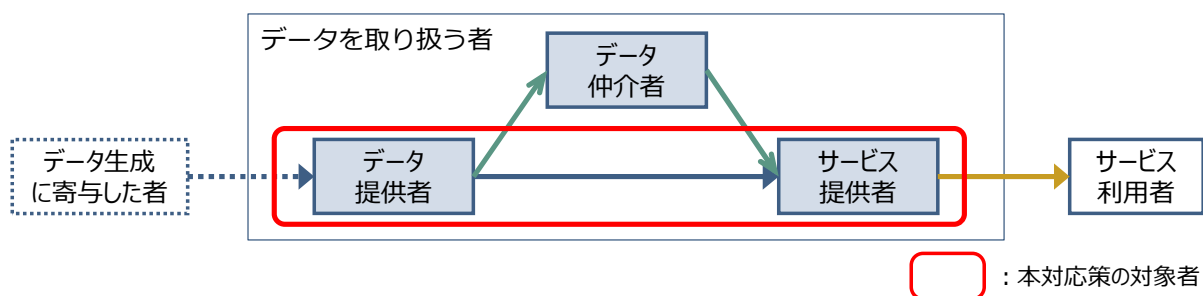 データを取り扱う者
データ
仲介者
データ生成
に寄与した者
データ
提供者
サービス
提供者
サービス
利用者
：本対応策の対象者